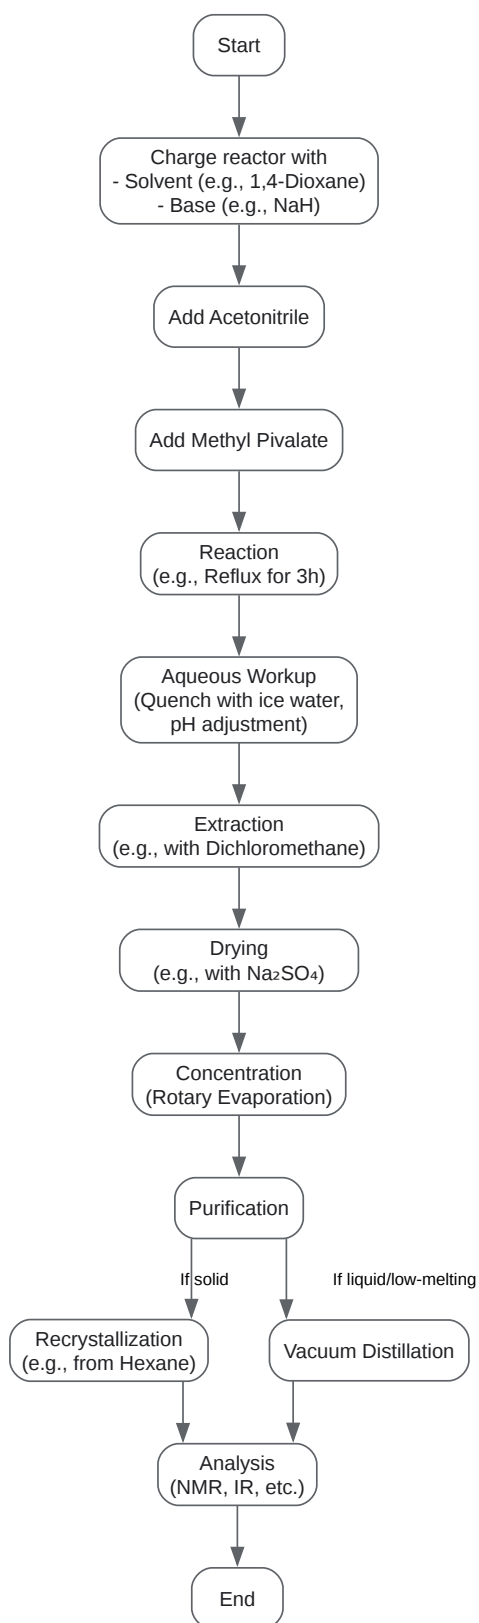 Start
Charge reactor with
- Solvent (e.g., 1,4-Dioxane)
- Base (e.g., NaH)
Add Acetonitrile
Add Methyl Pivalate
Reaction
(e.g., Reflux for 3h)
Aqueous Workup
(Quench with ice water,
pH adjustment)
Extraction
(e.g., with Dichloromethane)
Drying
(e.g., with Na₂SO₄)
Concentration
(Rotary Evaporation)
Purification
If solid
If liquid/low-melting
Recrystallization
(e.g., from Hexane)
Vacuum Distillation
Analysis
(NMR, IR, etc.)
End